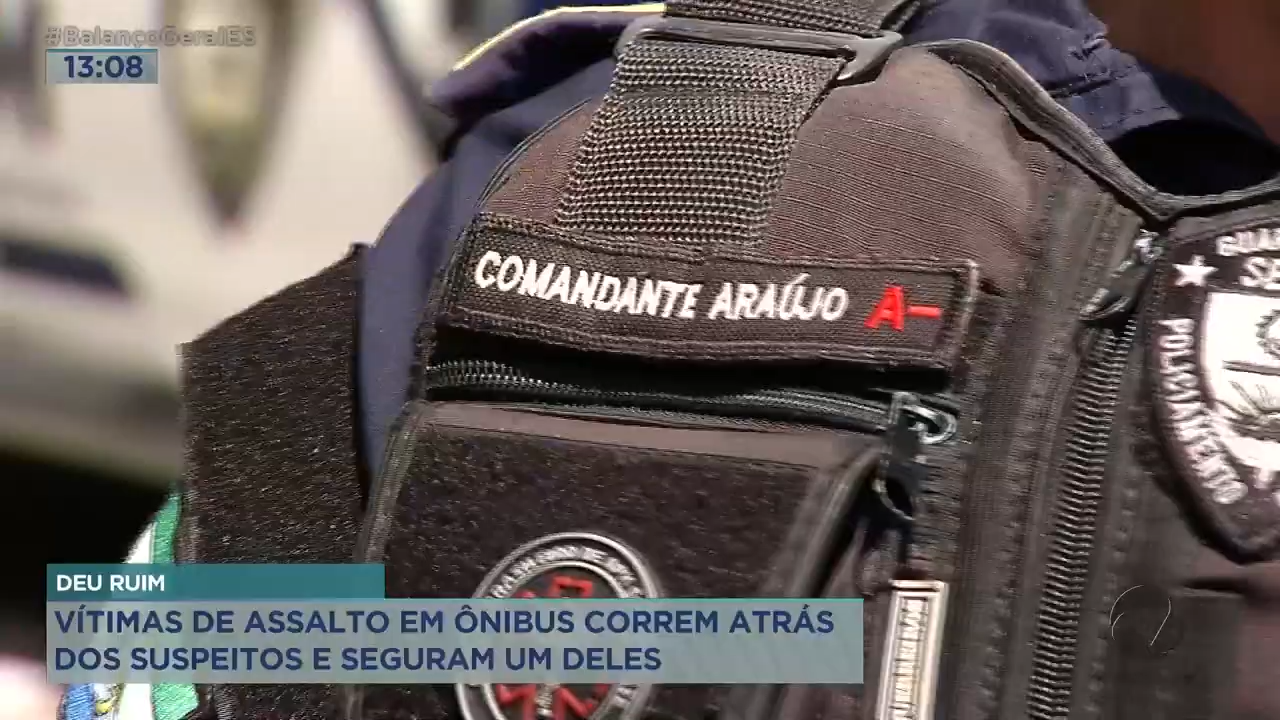 #BalançoGeralES
13:08
COMANDANTE ARAÚJO A-
POLICIAMENTO
DEU RUIM
VÍTIMAS DE ASSALTO EM ÔNIBUS CORREM ATRÁS
DOS SUSPEITOS E SEGURAM UM DELES